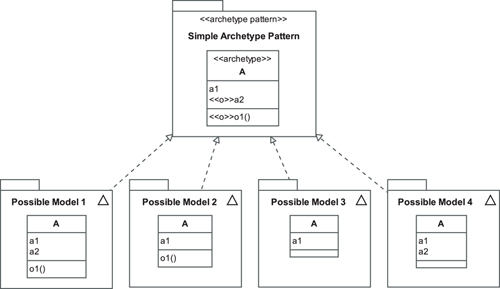 <<archetype pattern>>
Simple Archetype Pattern
<<archetype>>
A
a1
<<o>>a2
<<o>>o1()
Possible Model 1
A
a1
a2
o1()
Possible Model 2
A
a1
o1()
Possible Model 3
A
a1
Possible Model 4
A
a1
a2